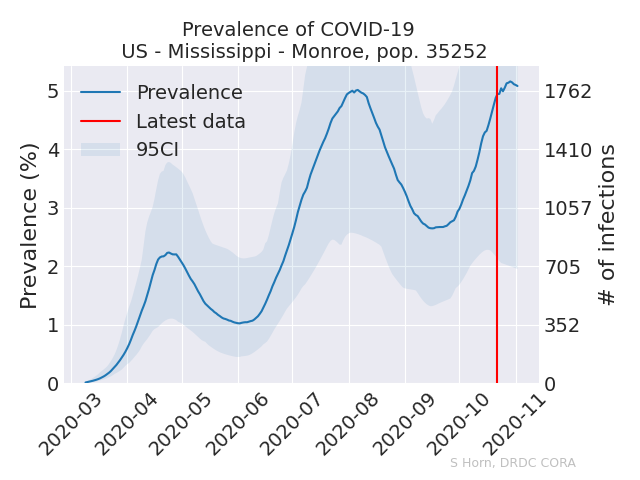 Prevalence of COVID-19
US - Mississippi - Monroe, pop. 35252
Prevalence
Latest data
95CI
Prevalence (%)
5
4
3
2
1
0
1762
1410
1057
705
352
0
# of infections
2020-03
2020-04
2020-05
2020-06
2020-07
2020-08
2020-09
2020-10
2020-11
S Horn, DRDC CORA